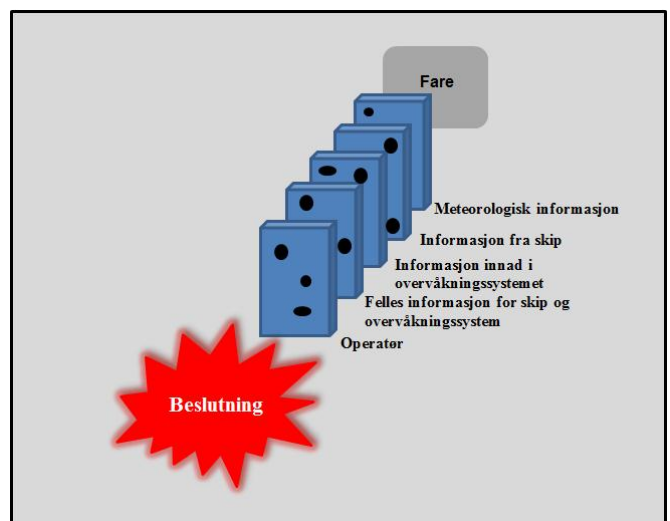 Fare
Meteorologisk informasjon
Informasjon fra skip
Informasjon innad i
overvåkningssystemet
Felles informasjon for skip og
overvåkningssystem
Operatør
Beslutning